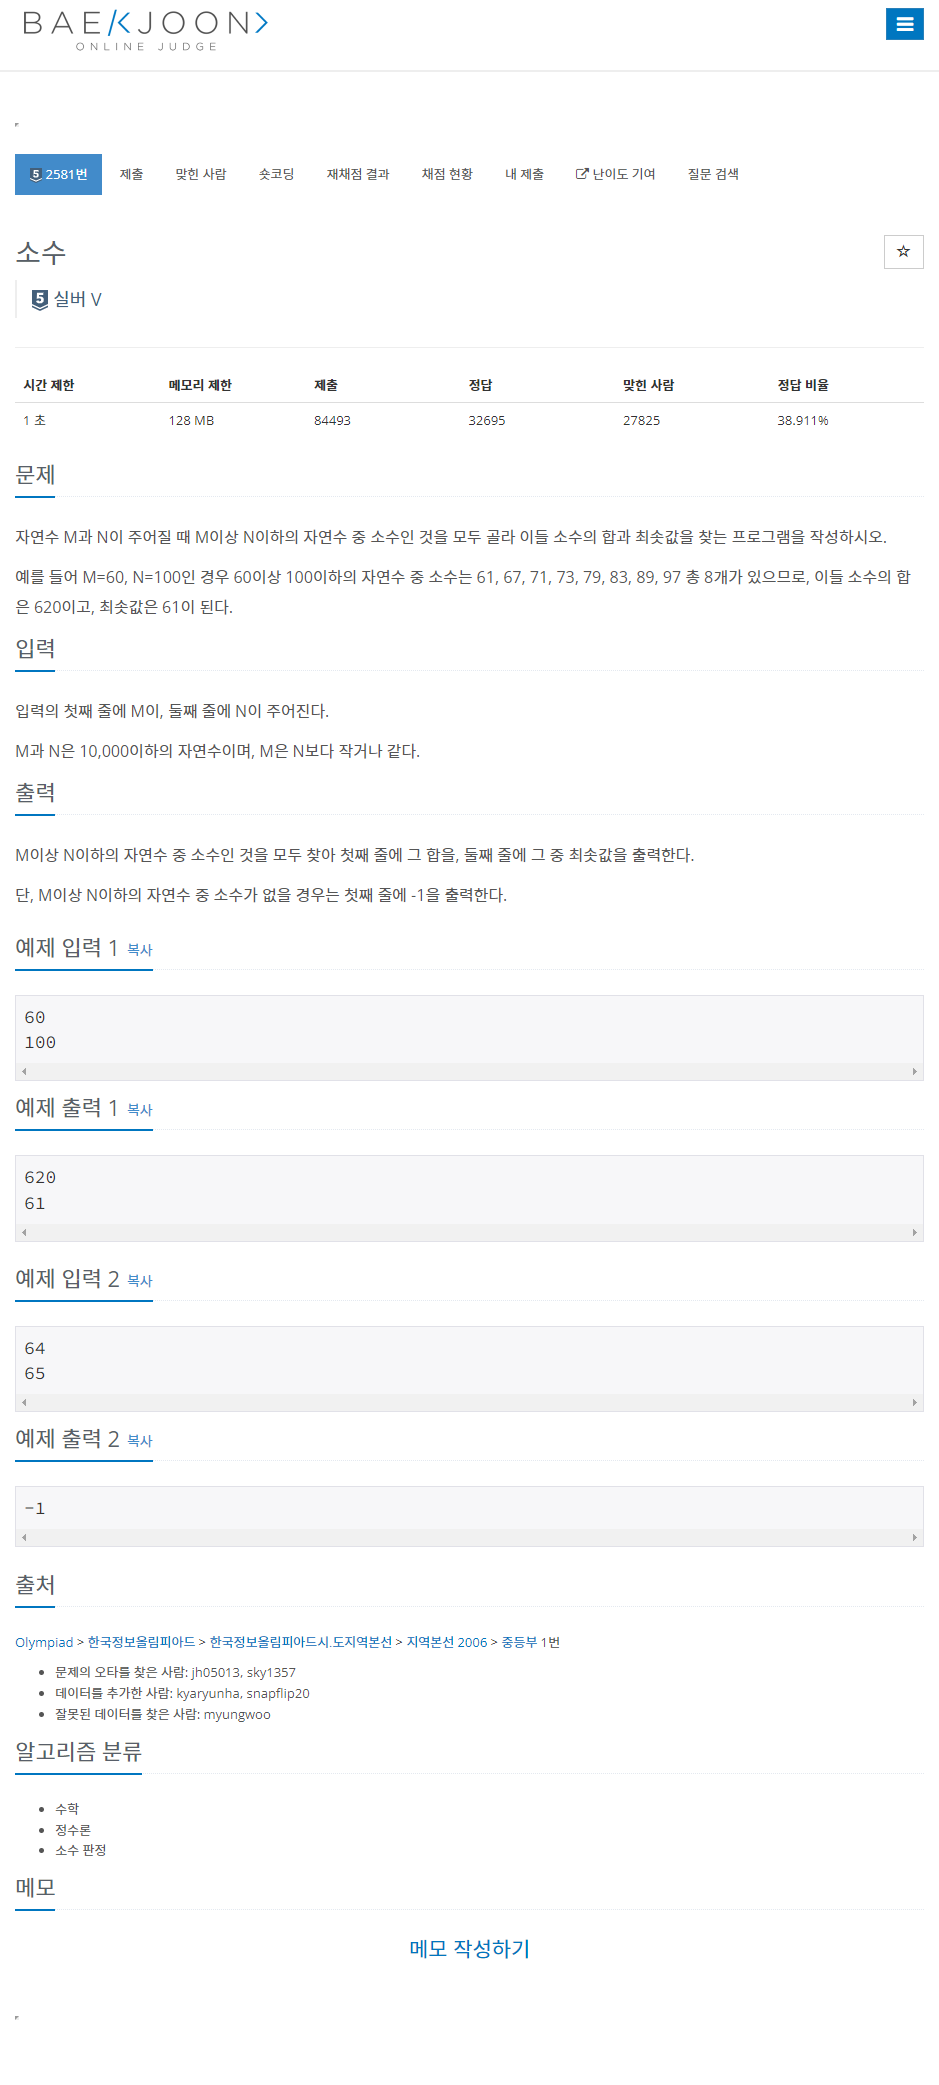 BAEKJOON
ONLINE JUDGE
5 2581번 제출 맞힌 사람 숏코딩 재채점 결과 채점 현황 내 제출 난이도 기여 질문 검색
소수
5 실버 V
시간 제한 메모리 제한 제출 정답 맞힌 사람 정답 비율
1 초 128 MB 84493 32695 27825 38.911%
문제
자연수 M과 N이 주어질 때 M이상 N이하의 자연수 중 소수인 것을 모두 골라 이들 소수의 합과 최솟값을 찾는 프로그램을 작성하시오.
예를 들어 M=60, N=100인 경우 60이상 100이하의 자연수 중 소수는 61, 67, 71, 73, 79, 83, 89, 97 총 8개가 있으므로, 이들 소수의 합
은 620이고, 최솟값은 61이 된다.
입력
입력의 첫째 줄에 M이, 둘째 줄에 N이 주어진다.
M과 N은 10,000이하의 자연수이며, M은 N보다 작거나 같다.
출력
M이상 N이하의 자연수 중 소수인 것을 모두 찾아 첫째 줄에 그 합을, 둘째 줄에 그 중 최솟값을 출력한다.
단, M이상 N이하의 자연수 중 소수가 없을 경우는 첫째 줄에 -1을 출력한다.
예제 입력 1 복사
60
100
예제 출력 1 복사
620
61
예제 입력 2 복사
64
65
예제 출력 2 복사
-1
출처
Olympiad > 한국정보올림피아드 > 한국정보올림피아드시.도지역본선 > 지역본선 2006 > 중등부 1번
• 문제의 오타를 찾은 사람: jh05013, sky1357
• 데이터를 추가한 사람: kyaryunha, snapflip20
• 잘못된 데이터를 찾은 사람: myungwoo
알고리즘 분류
• 수학
• 정수론
• 소수 판정
메모
메모 작성하기